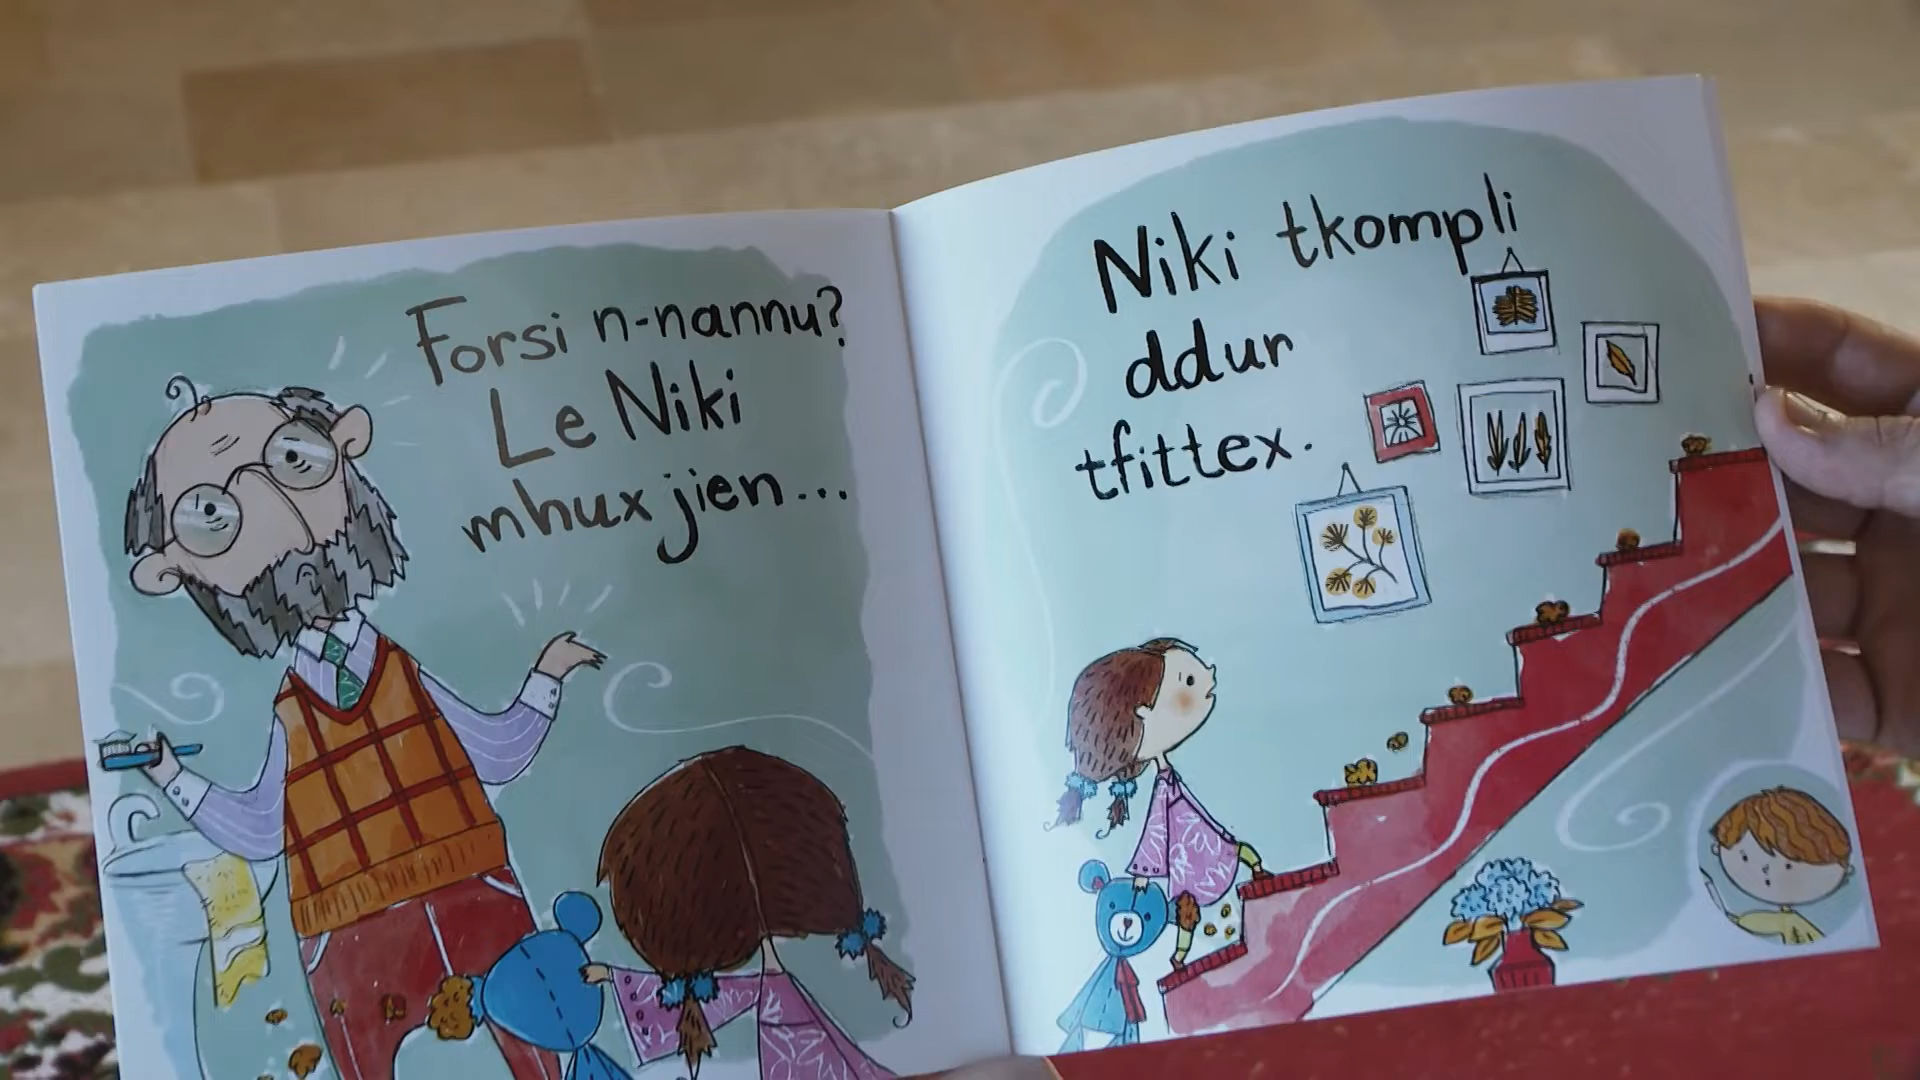 Forsi n-nannu?
Le Niki
mhux jien...
Niki tkompli
ddur
tfittex.